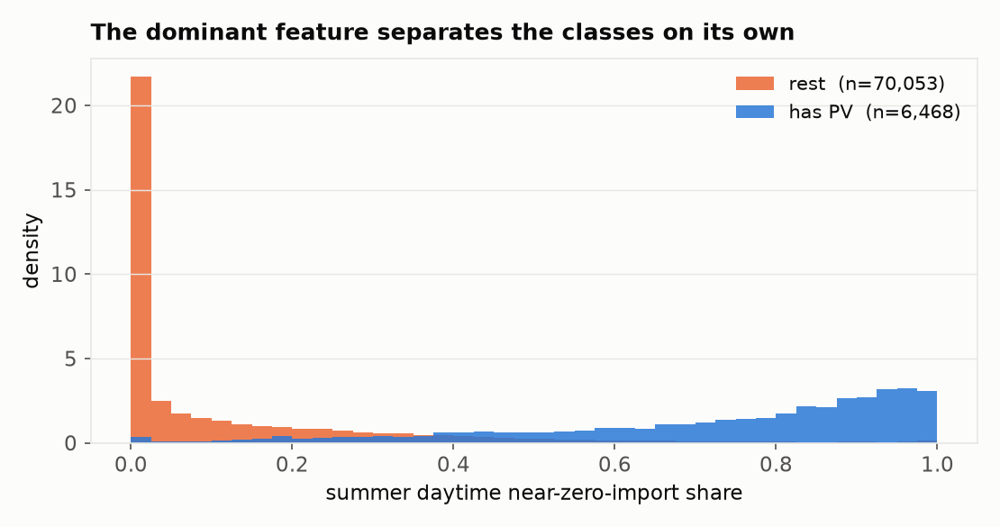 The dominant feature separates the classes on its own
rest (n=70,053)
has PV (n=6,468)
density
20
15
10
5
0
0.0 0.2 0.4 0.6 0.8 1.0
summer daytime near-zero-import share